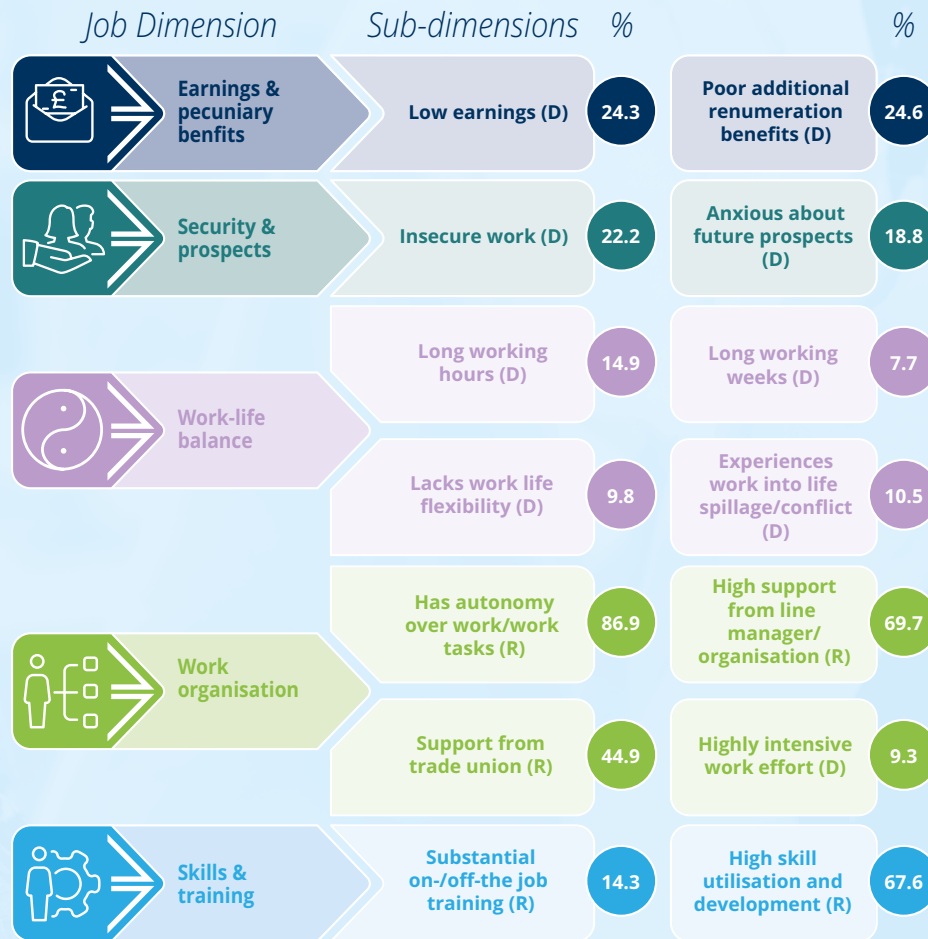 Job Dimension
Sub-dimensions
%
%
£
Earnings &
pecuniary
benfits
Low earnings (D)
24.3
Poor additional
renumeration
benefits (D)
24.6
Security &
prospects
Insecure work (D)
22.2
Anxious about
future prospects
(D)
18.8
Work-life
balance
Long working
hours (D)
14.9
Long working
weeks (D)
7.7
Lacks work life
flexibility (D)
9.8
Experiences
work into life
spillage/conflict
(D)
10.5
Work
organisation
Has autonomy
over work/work
tasks (R)
86.9
High support
from line
manager/
organisation (R)
69.7
Support from
trade union (R)
44.9
Highly intensive
work effort (D)
9.3
Skills &
training
Substantial
on-/off-the job
training (R)
14.3
High skill
utilisation and
development (R)
67.6